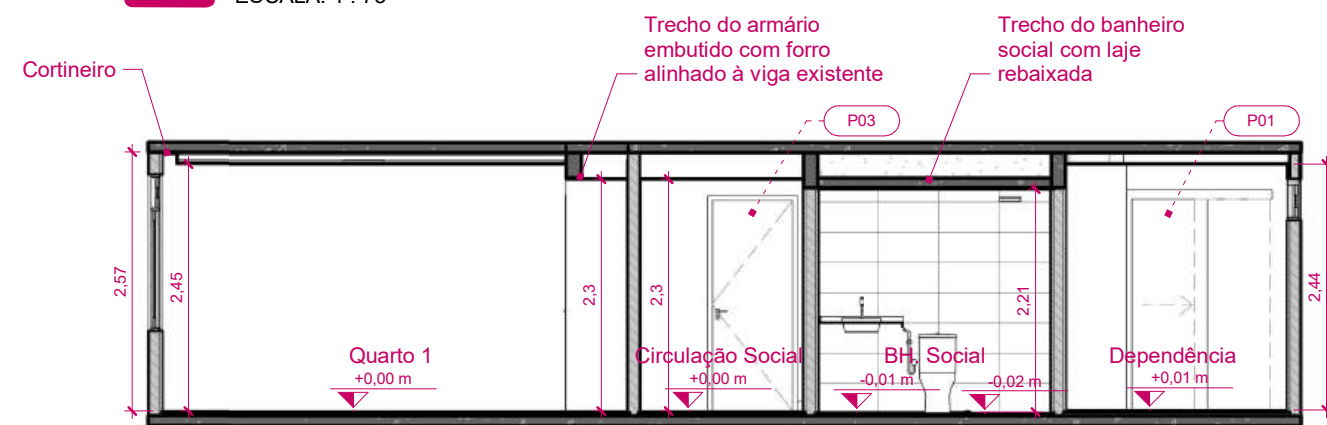 Trecho do armário
embutido com forro
alinhado à viga existente
Trecho do banheiro
social com laje
rebaixada
Cortineiro
P03
P01
2,57
2,45
2,3
2,3
2,21
2,44
Quarto 1
+0,00 m
Circulação Social
+0,00 m
BH. Social
-0,01 m
-0,02 m
Dependência
+0,01 m